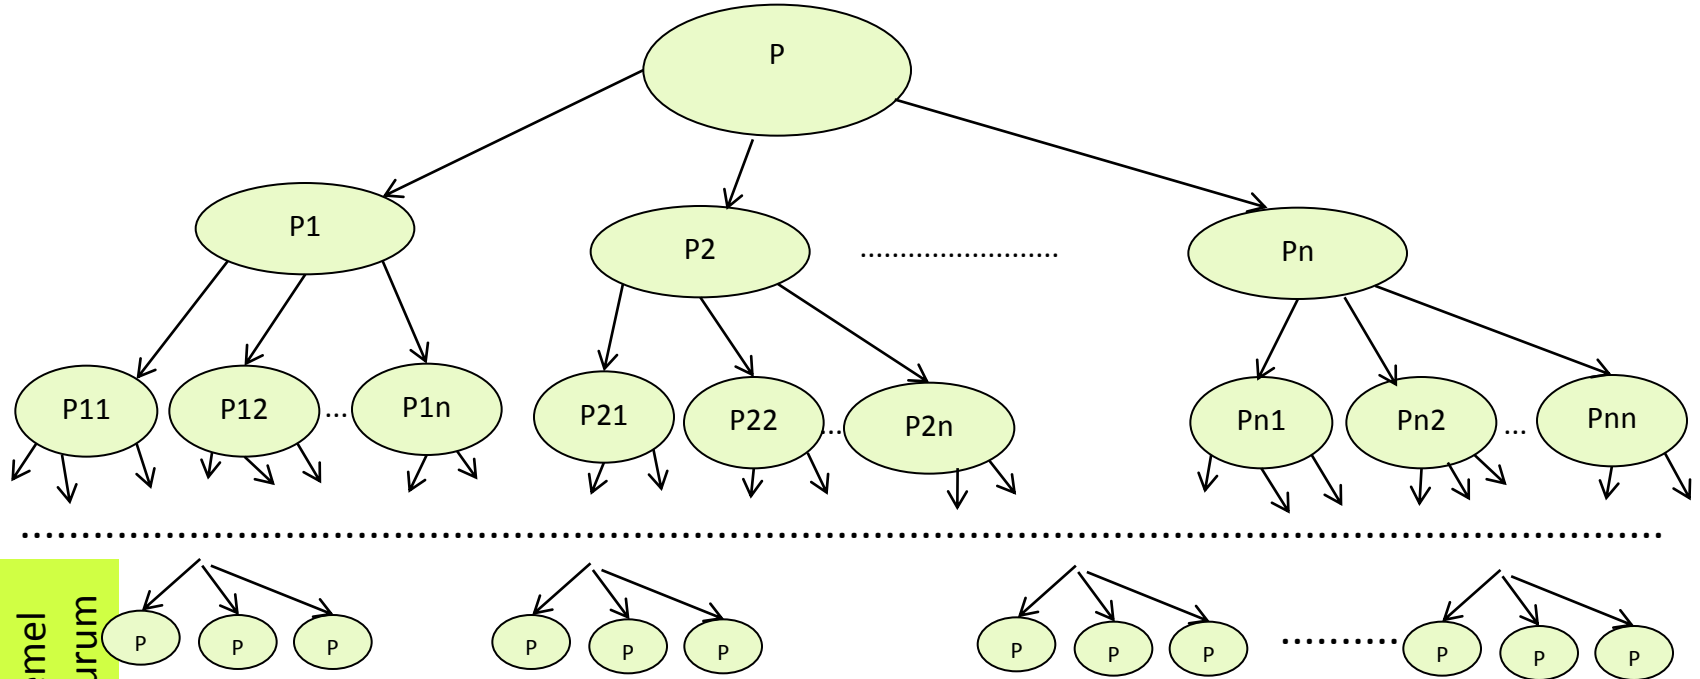 P
P1
P2
........................
Pn
P11
P12
...
P1n
P21
P22
...
P2n
Pn1
Pn2
...
Pnn
P
P
P
P
P
P
P
P
P
..........
P
P
P